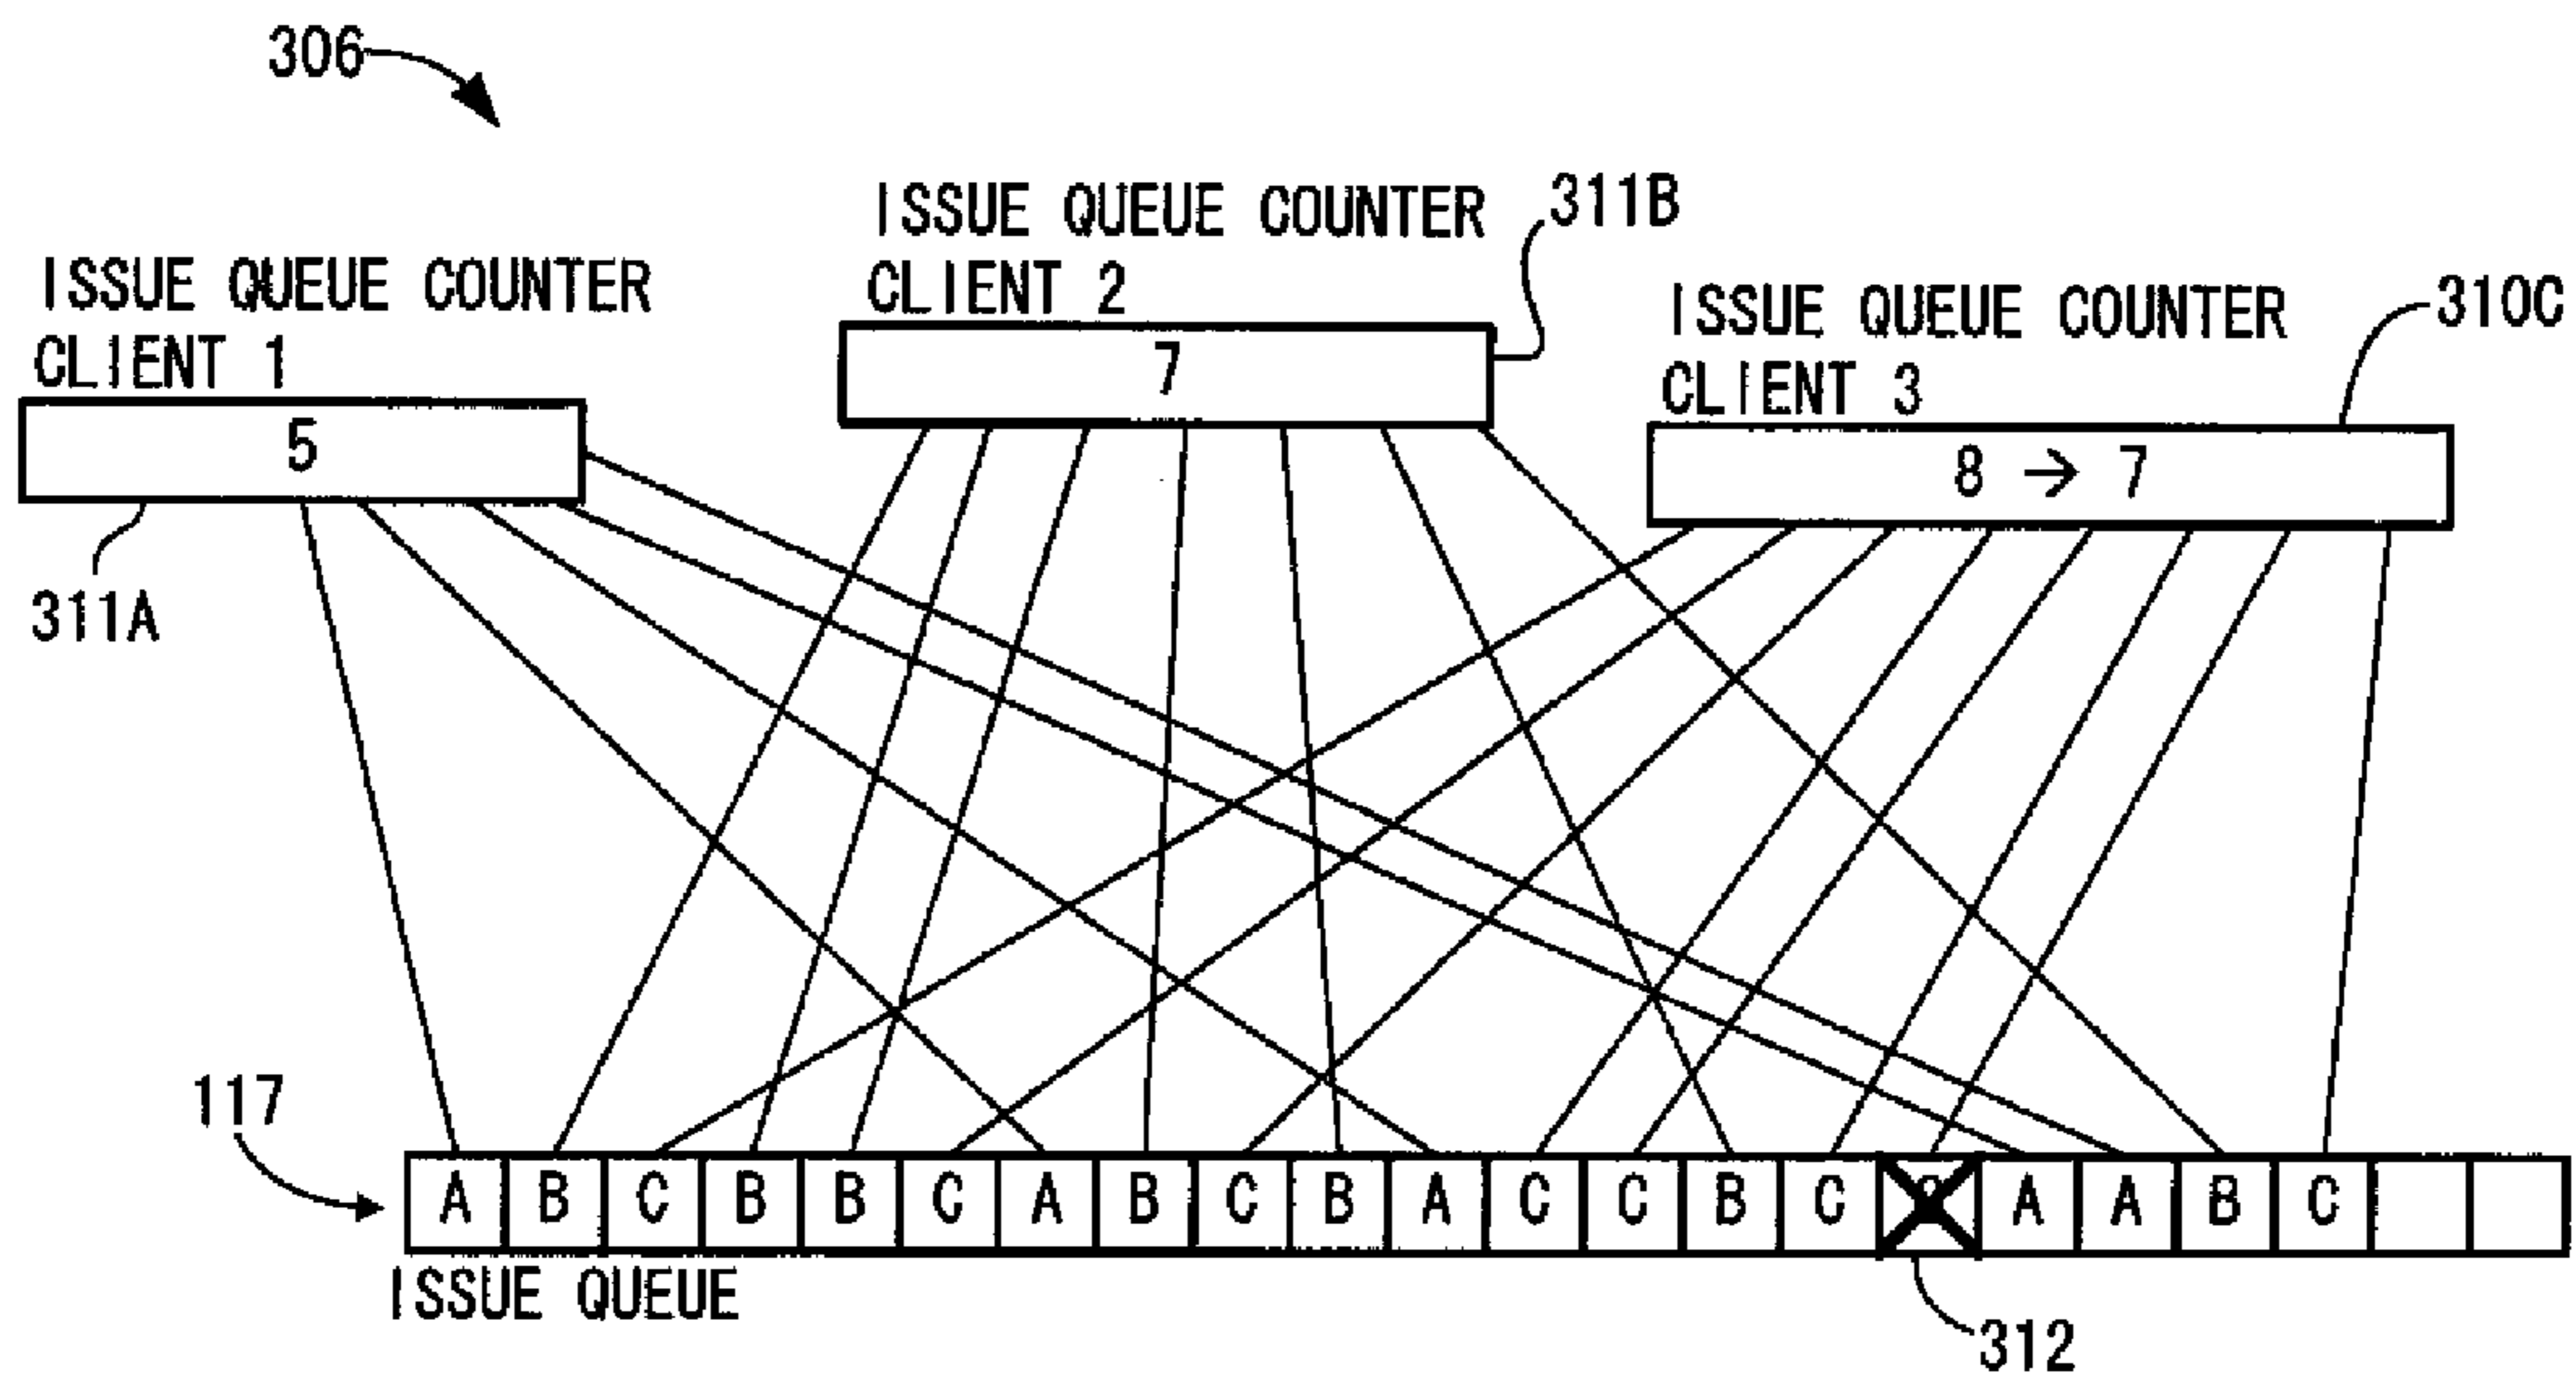 306
ISSUE QUEUE COUNTER
CLIENT 1
5
311A
ISSUE QUEUE COUNTER
CLIENT 2
7
311B
ISSUE QUEUE COUNTER
CLIENT 3
8 → 7
310C
117
A B C B B C A B C B A C C B C A A B C
ISSUE QUEUE
312